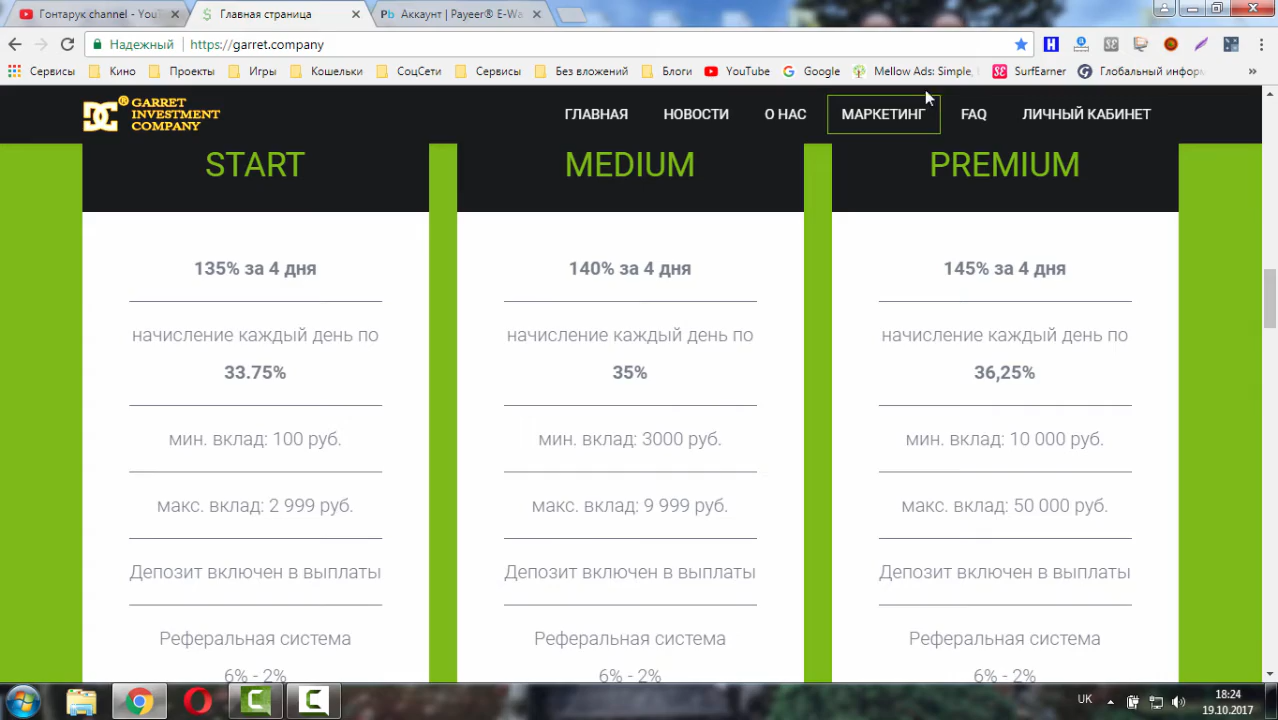 Гонтарук channel - YouT
Главная страница
Аккаунт | Payeer® E-Wa
Надежный
https://garret.company
Сервисы
Кино
Проекты
Игры
Кошельки
СоцСети
Сервисы
Без вложений
Блоги
YouTube
Google
Mellow Ads: Simple,
SurfEarner
Глобальный инфор
GARRET
INVESTMENT
COMPANY
ГЛАВНАЯ
НОВОСТИ
О НАС
МАРКЕТИНГ
FAQ
ЛИЧНЫЙ КАБИНЕТ
START
135% за 4 дня
начисление каждый день по
33.75%
мин. вклад: 100 руб.
макс. вклад: 2 999 руб.
Депозит включен в выплаты
Реферальная система
6% - 2%
MEDIUM
140% за 4 дня
начисление каждый день по
35%
мин. вклад: 3000 руб.
макс. вклад: 9 999 руб.
Депозит включен в выплаты
Реферальная система
6% - 2%
PREMIUM
145% за 4 дня
начисление каждый день по
36,25%
мин. вклад: 10 000 руб.
макс. вклад: 50 000 руб.
Депозит включен в выплаты
Реферальная система
6% - 2%
UK
18:24
19.10.2017